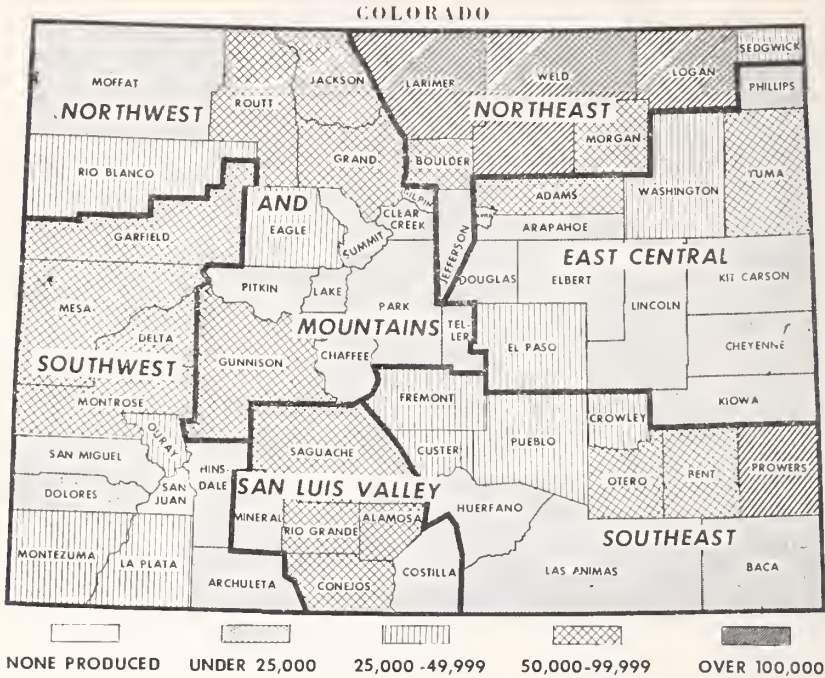 COLORADO
MOFFAT
ROUTT
JACKSON
LARIMER
WELD
LOGAN
SEDGWICK
PHILLIPS
NORTHWEST
NORTHEAST
MORGAN
RIO BLANCO
GRAND
BOULDER
WASHINGTON
YUMA
GILPIN
ADAMS
AND
EAGLE
CLEAR
CREEK
ARAPAHOE
GARFIELD
SUMMIT
JEFFERSON
EAST CENTRAL
DOUGLAS
ELBERT
KIT CARSON
PITKIN
LAKE
PARK
LINCOLN
MESA
DELTA
MOUNTAINS
TEL-
LER
EL PASO
CHEYENNE
SOUTHWEST
GUNNISON
CHAFFEE
MONTROSE
FREMONT
CROWLEY
KIOWA
OURAY
SAN MIGUEL
SAGUACHE
CUSTER
PUEBLO
OTERO
BENT
PROWERS
DOLORES
SAN
JUAN
HINS-
DALE
SAN LUIS VALLEY
MINERAL
RIO GRANDE
ALAMOSA
HUERFANO
SOUTHEAST
MONTEZUMA
LA PLATA
ARCHULETA
CONEJOS
COSTILLA
LAS ANIMAS
BACA
NONE PRODUCED
UNDER 25,000
25,000 -49,999
50,000-99,999
OVER 100,000